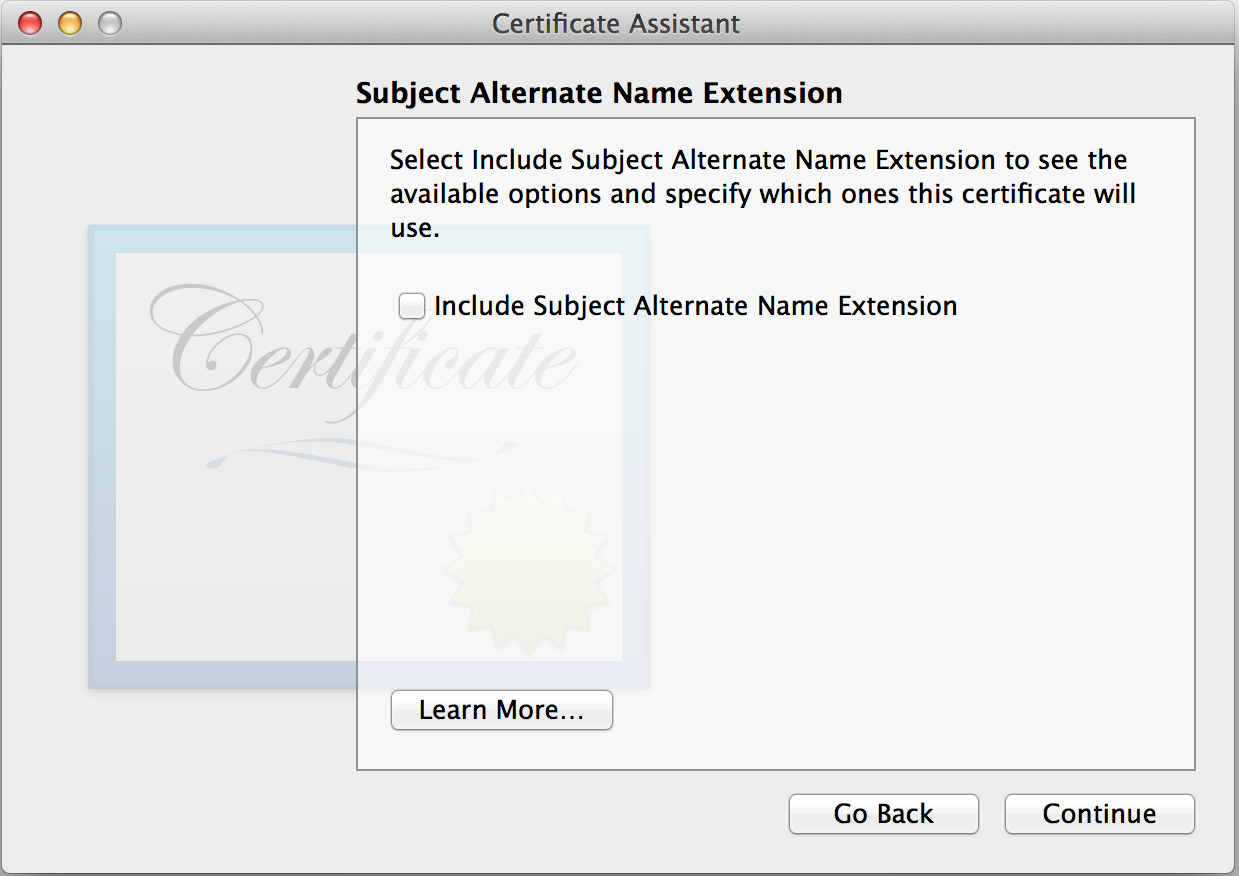 Certificate Assistant
Subject Alternate Name Extension
Select Include Subject Alternate Name Extension to see the
available options and specify which ones this certificate will
use.
Include Subject Alternate Name Extension
Certificate
Learn More...
Go Back
Continue